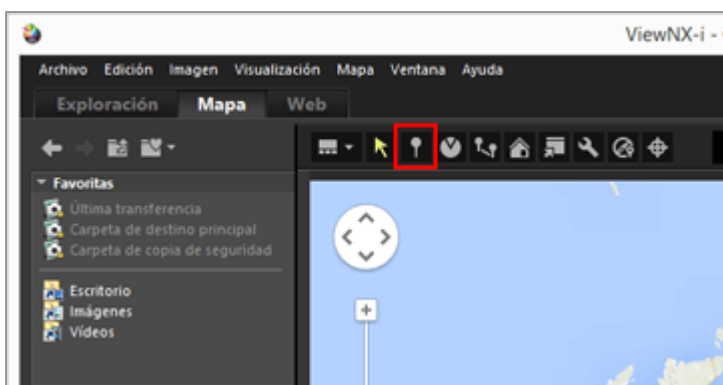 ViewNX-i -
Archivo Edición Imagen Visualización Mapa Ventana Ayuda
Exploración Mapa Web
Favoritas
Última transferencia
Carpeta de destino principal
Carpeta de copia de seguridad
Escritorio
Imágenes
Vídeos